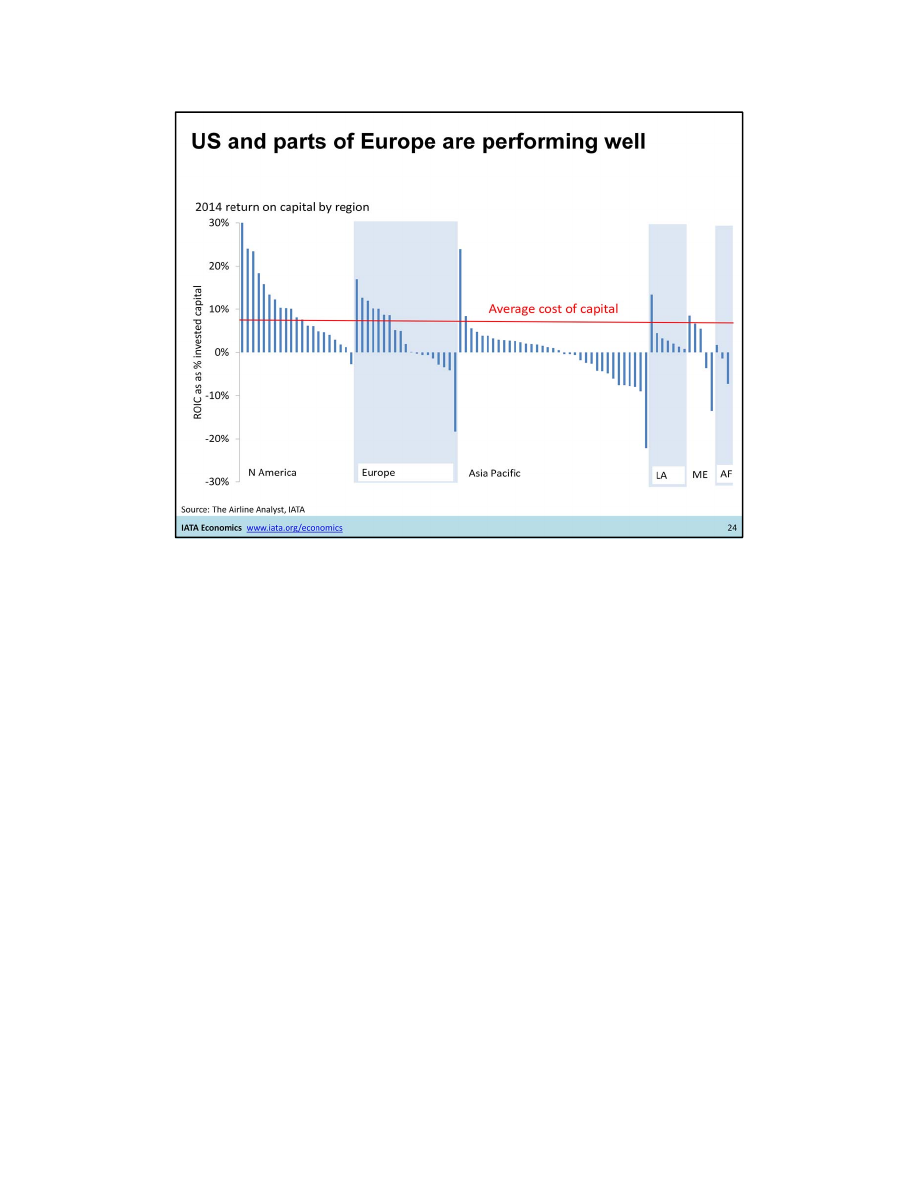 US and parts of Europe are performing well
2014 return on capital by region
30%
20%
10%
0%
-10%
-20%
-30%
ROIC as as % invested capital
Average cost of capital
N America
Europe
Asia Pacific
LA
ME
AF
Source: The Airline Analyst, IATA
IATA Economics www.iata.org/economics
24